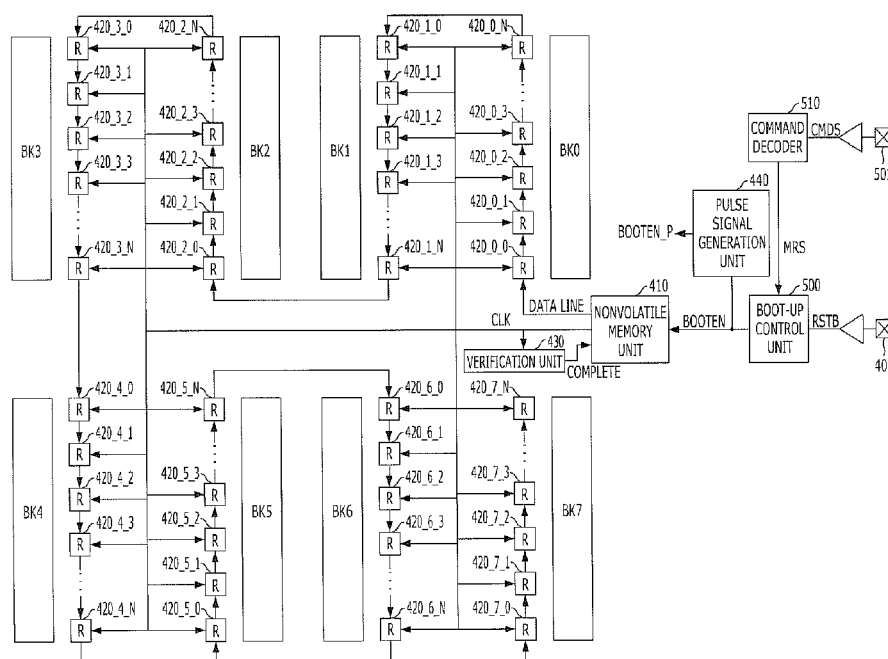 420_3_0
420_2_N
420_1_0
420_0_N
R
R
R
R
420_3_1
420_1_1
R
R
420_3_2
420_2_3
420_1_2
420_0_3
R
R
R
R
510
COMMAND
DECODER
CMDS
BK3
420_3_3
420_2_2
BK2
BK1
420_1_3
420_0_2
BK0
R
R
R
R
440
PULSE
SIGNAL
GENERATION
UNIT
BOOTEN_P
MRS
420_2_1
420_0_1
R
R
420_3_N
420_2_0
420_1_N
420_0_0
R
R
R
R
DATA LINE
410
NONVOLATILE
MEMORY
UNIT
BOOTEN
500
BOOT-UP
CONTROL
UNIT
RSTB
CLK
430
VERIFICATION UNIT
COMPLETE
420_4_0
420_5_N
420_6_0
420_7_N
R
R
R
R
420_4_1
420_6_1
R
R
420_4_2
420_5_3
420_6_2
420_7_3
R
R
R
R
BK4
420_4_3
420_5_2
BK5
BK6
420_6_3
420_7_2
BK7
R
R
R
R
420_5_1
420_7_1
R
R
420_4_N
420_5_0
420_6_N
420_7_0
R
R
R
R